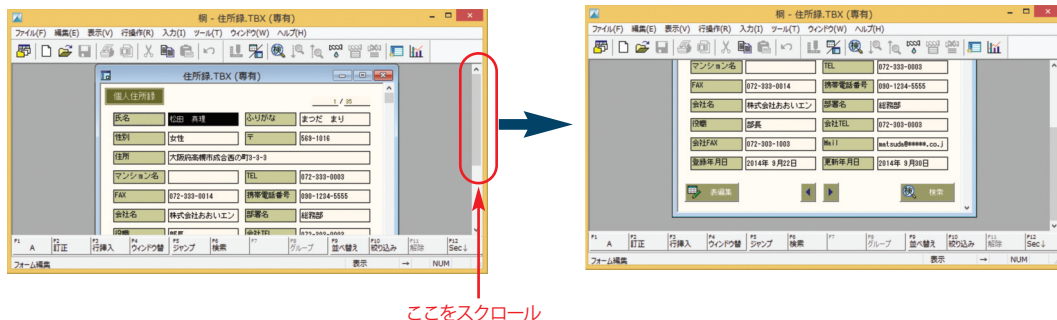 桐 - 住所録.TBX (専有)
ファイル(F) 編集(E) 表示(V) 行操作(R) 入力(I) ツール(T) ウィンドウ(W) ヘルプ(H)
住所録.TBX (専有)
個人住所録
1 / 35
氏名 松田 真理 ふりがな まつだ まり
性別 女性 〒 569-1016
住所 大阪府高槻市成合西の町3-3-3
マンション名 TEL 072-333-0003
FAX 072-333-0014 携帯電話番号 090-1234-5555
会社名 株式会社おおいエン 部署名 総務部
役職 部長 会社TEL 072-303-0003
F1 A F2 訂正 F3 行挿入 F4 ウィンドウ替 F5 ジャンプ F6 検索 F7 F8 グループ F9 並べ替え F10 絞り込み F11 解除 F12 Sec↓
フォーム編集 表示 → NUM
桐 - 住所録.TBX (専有)
ファイル(F) 編集(E) 表示(V) 行操作(R) 入力(I) ツール(T) ウィンドウ(W) ヘルプ(H)
マンション名 TEL 072-333-0003
FAX 072-333-0014 携帯電話番号 090-1234-5555
会社名 株式会社おおいエン 部署名 総務部
役職 部長 会社TEL 072-303-0003
会社FAX 072-303-1003 Mail matsuda@*****.co.j
登録年月日 2014年 9月22日 更新年月日 2014年 9月30日
表編集 検索
F1 A F2 訂正 F3 行挿入 F4 ウィンドウ替 F5 ジャンプ F6 検索 F7 F8 グループ F9 並べ替え F10 絞り込み F11 解除 F12 Sec↓
フォーム編集 表示 → NUM
ここをスクロール